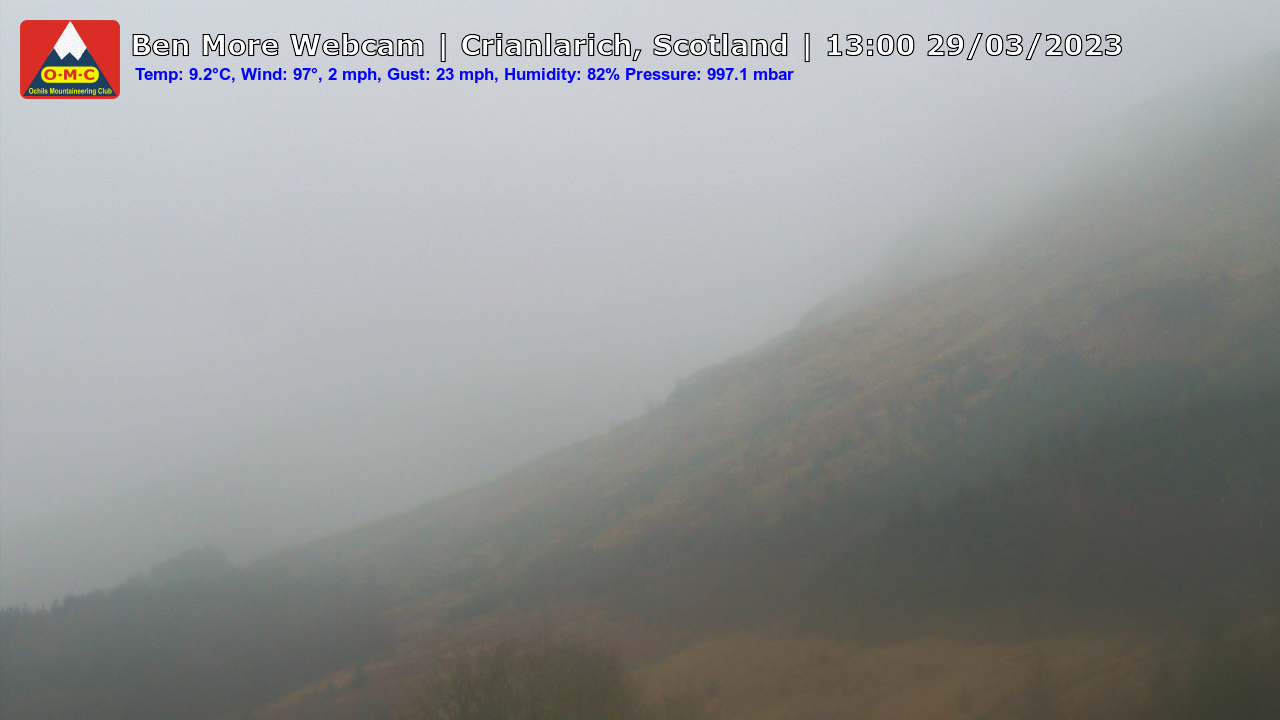 Ben More Webcam | Crianlarich, Scotland | 13:00 29/03/2023
Temp: 9.2°C, Wind: 97°, 2 mph, Gust: 23 mph, Humidity: 82% Pressure: 997.1 mbar
O·M·C
Ochils Mountaineering Club